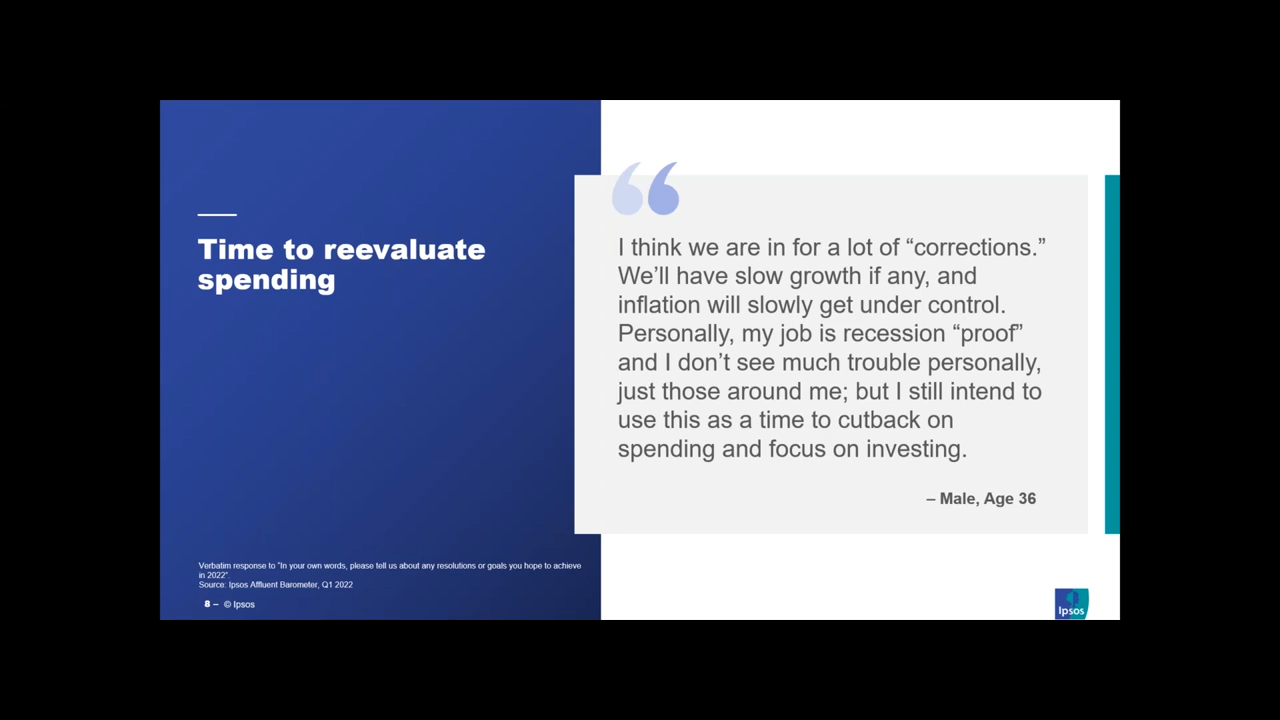 Time to reevaluate
spending
“
I think we are in for a lot of “corrections.”
We’ll have slow growth if any, and
inflation will slowly get under control.
Personally, my job is recession “proof”
and I don’t see much trouble personally,
just those around me; but I still intend to
use this as a time to cutback on
spending and focus on investing.
– Male, Age 36
Verbatim response to “In your own words, please tell us about any resolutions or goals you hope to achieve
in 2022”.
Source: Ipsos Affluent Barometer, Q1 2022
8 – © Ipsos
Ipsos